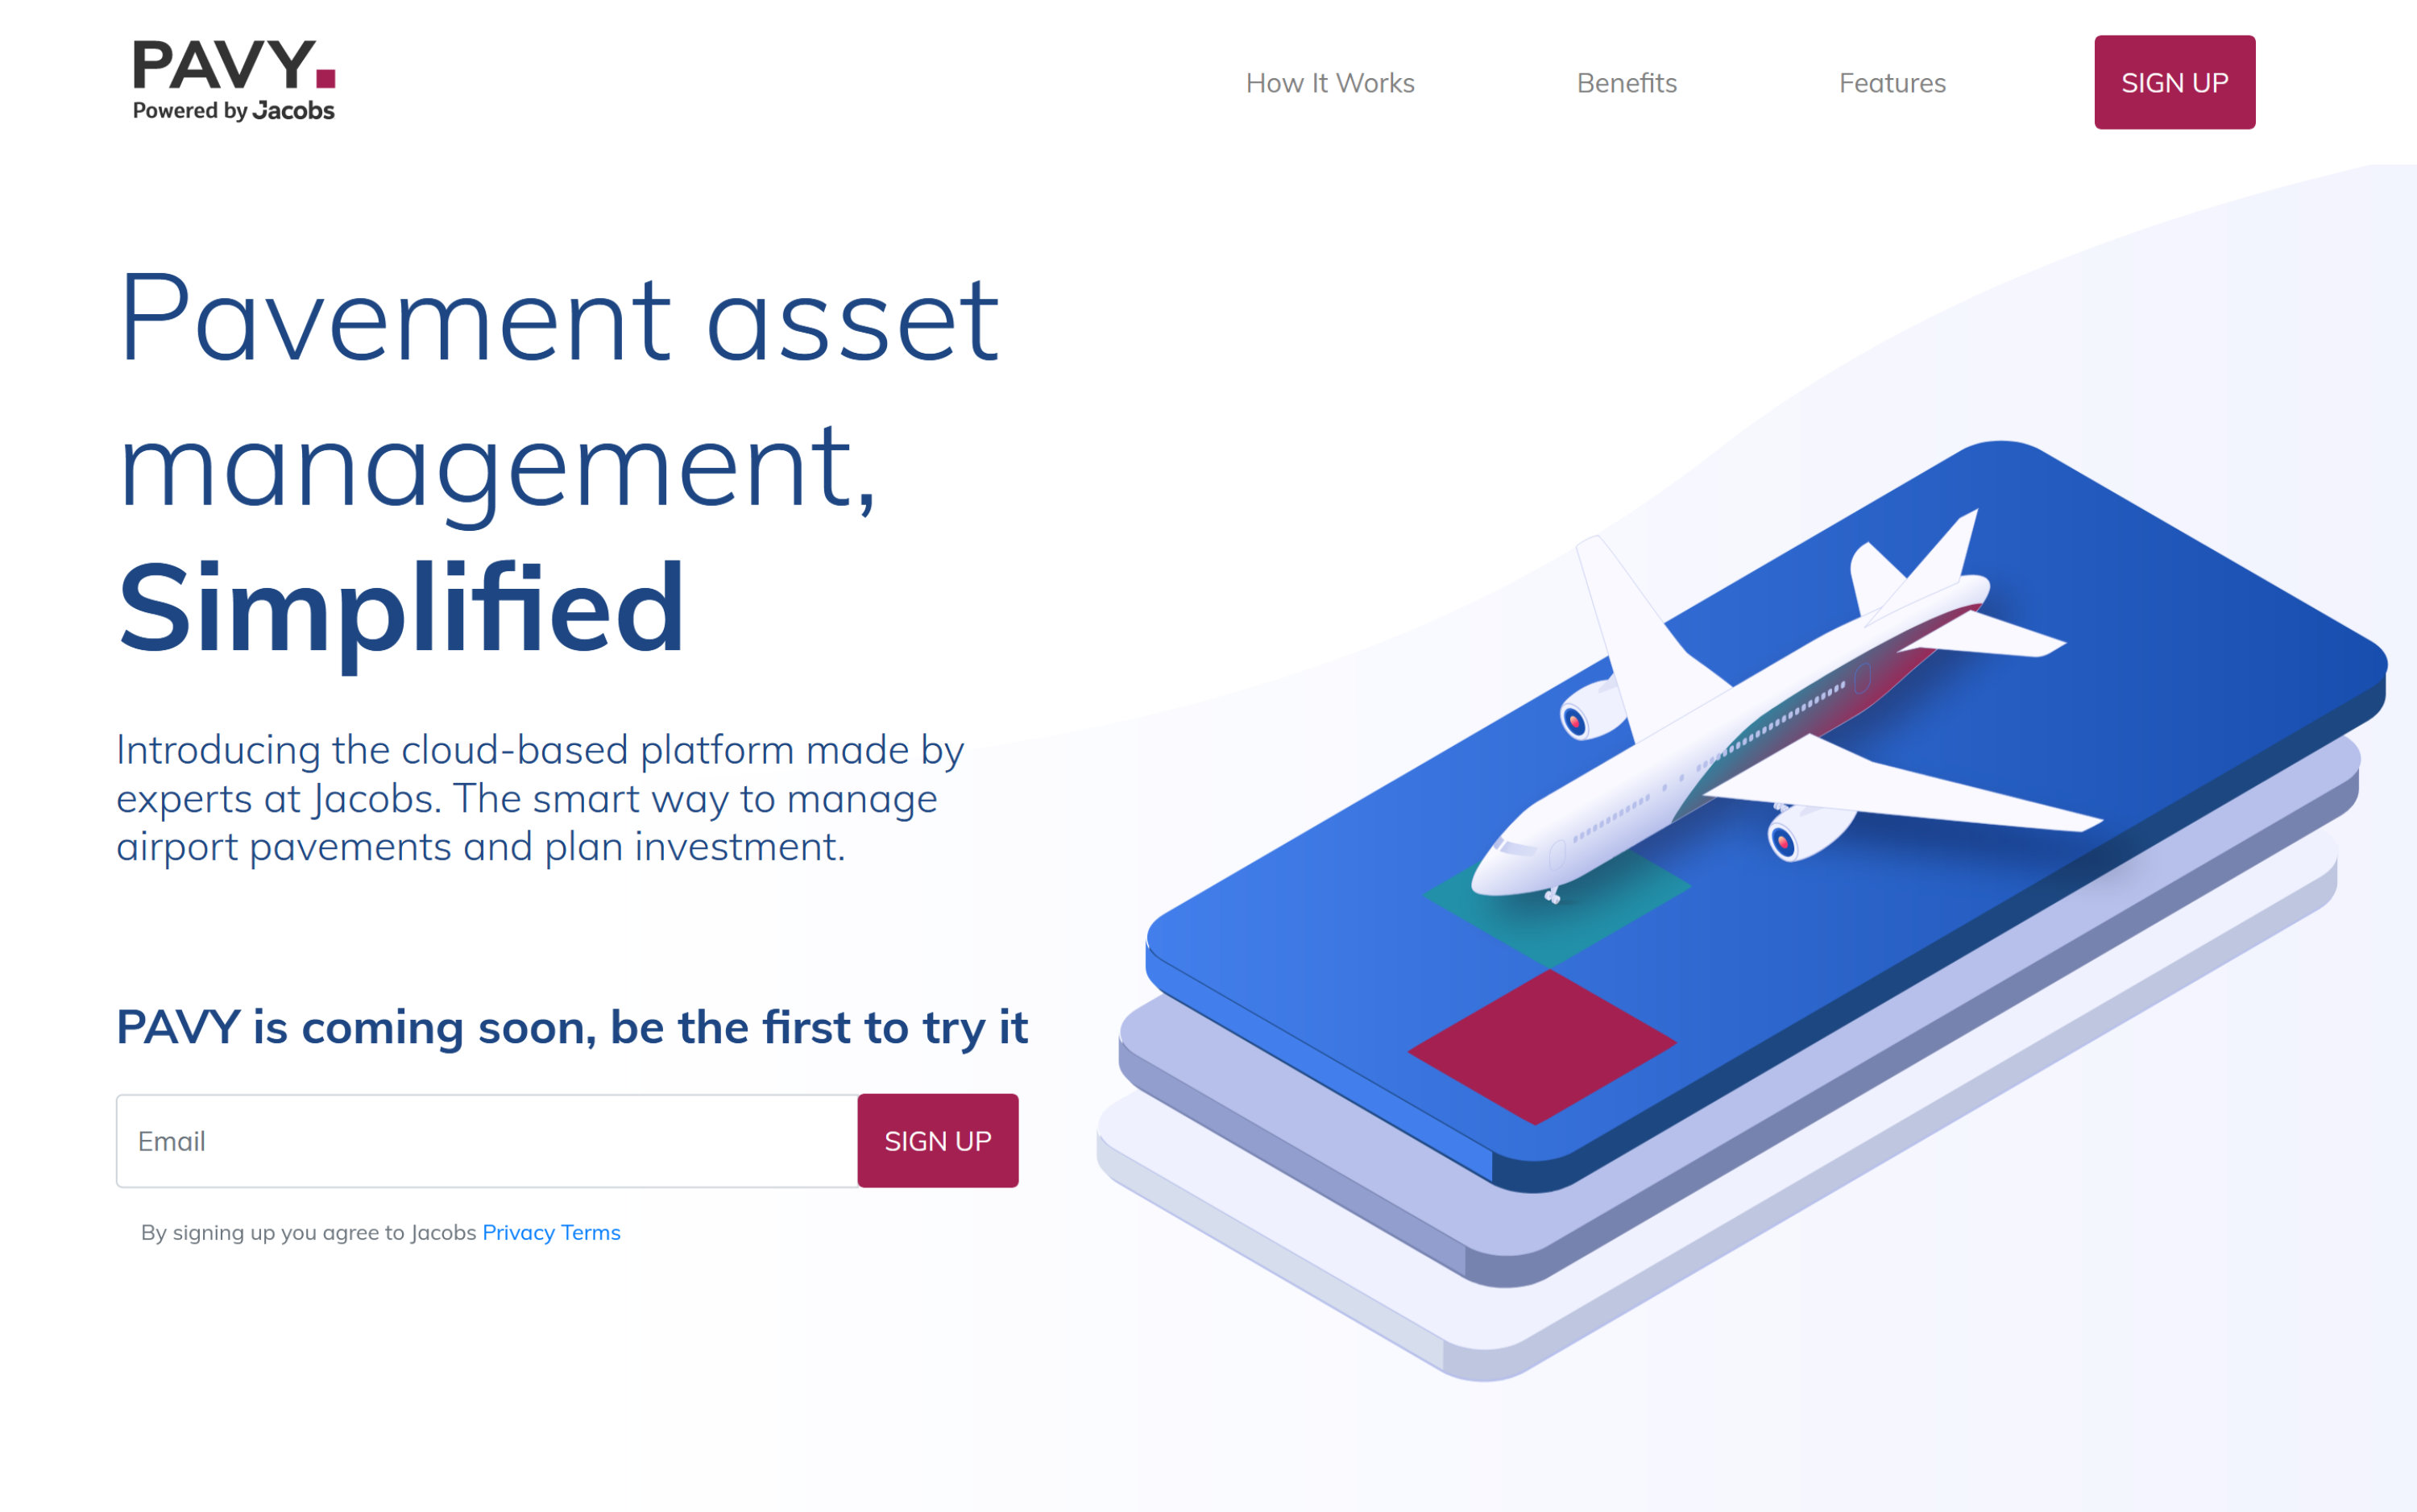 PAVY.
Powered by Jacobs
How It Works
Benefits
Features
SIGN UP
Pavement asset
management,
Simplified
Introducing the cloud-based platform made by
experts at Jacobs. The smart way to manage
airport pavements and plan investment.
PAVY is coming soon, be the first to try it
Email
SIGN UP
By signing up you agree to Jacobs Privacy Terms